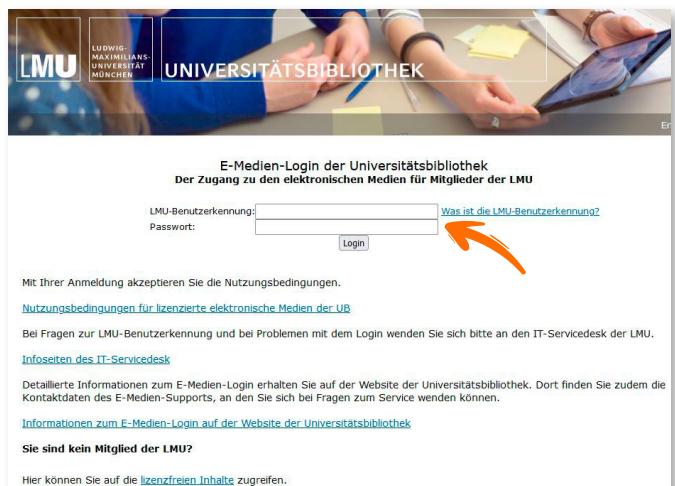 LMU
LUDWIG-
MAXIMILIANS-
UNIVERSITÄT
MÜNCHEN
UNIVERSITÄTSBIBLIOTHEK
En
E-Medien-Login der Universitätsbibliothek
Der Zugang zu den elektronischen Medien für Mitglieder der LMU
LMU-Benutzerkennung: Was ist die LMU-Benutzerkennung?
Passwort:
Login
Mit Ihrer Anmeldung akzeptieren Sie die Nutzungsbedingungen.
Nutzungsbedingungen für lizenzierte elektronische Medien der UB
Bei Fragen zur LMU-Benutzerkennung und bei Problemen mit dem Login wenden Sie sich bitte an den IT-Servicedesk der LMU.
Infoseiten des IT-Servicedesk
Detaillierte Informationen zum E-Medien-Login erhalten Sie auf der Website der Universitätsbibliothek. Dort finden Sie zudem die
Kontaktdaten des E-Medien-Supports, an den Sie sich bei Fragen zum Service wenden können.
Informationen zum E-Medien-Login auf der Website der Universitätsbibliothek
Sie sind kein Mitglied der LMU?
Hier können Sie auf die lizenzfreien Inhalte zugreifen.